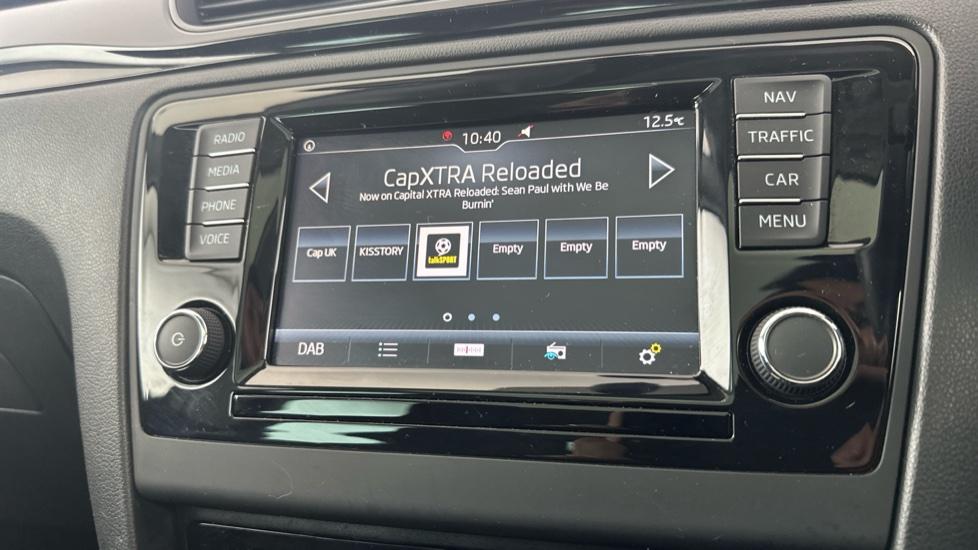 RADIO
MEDIA
PHONE
VOICE
10:40
12.5°C
CapXTRA Reloaded
Now on Capital XTRA Reloaded: Sean Paul with We Be
Burnin'
Cap UK
KISSTORY
talkSPORT
Empty
Empty
Empty
DAB
NAV
TRAFFIC
CAR
MENU